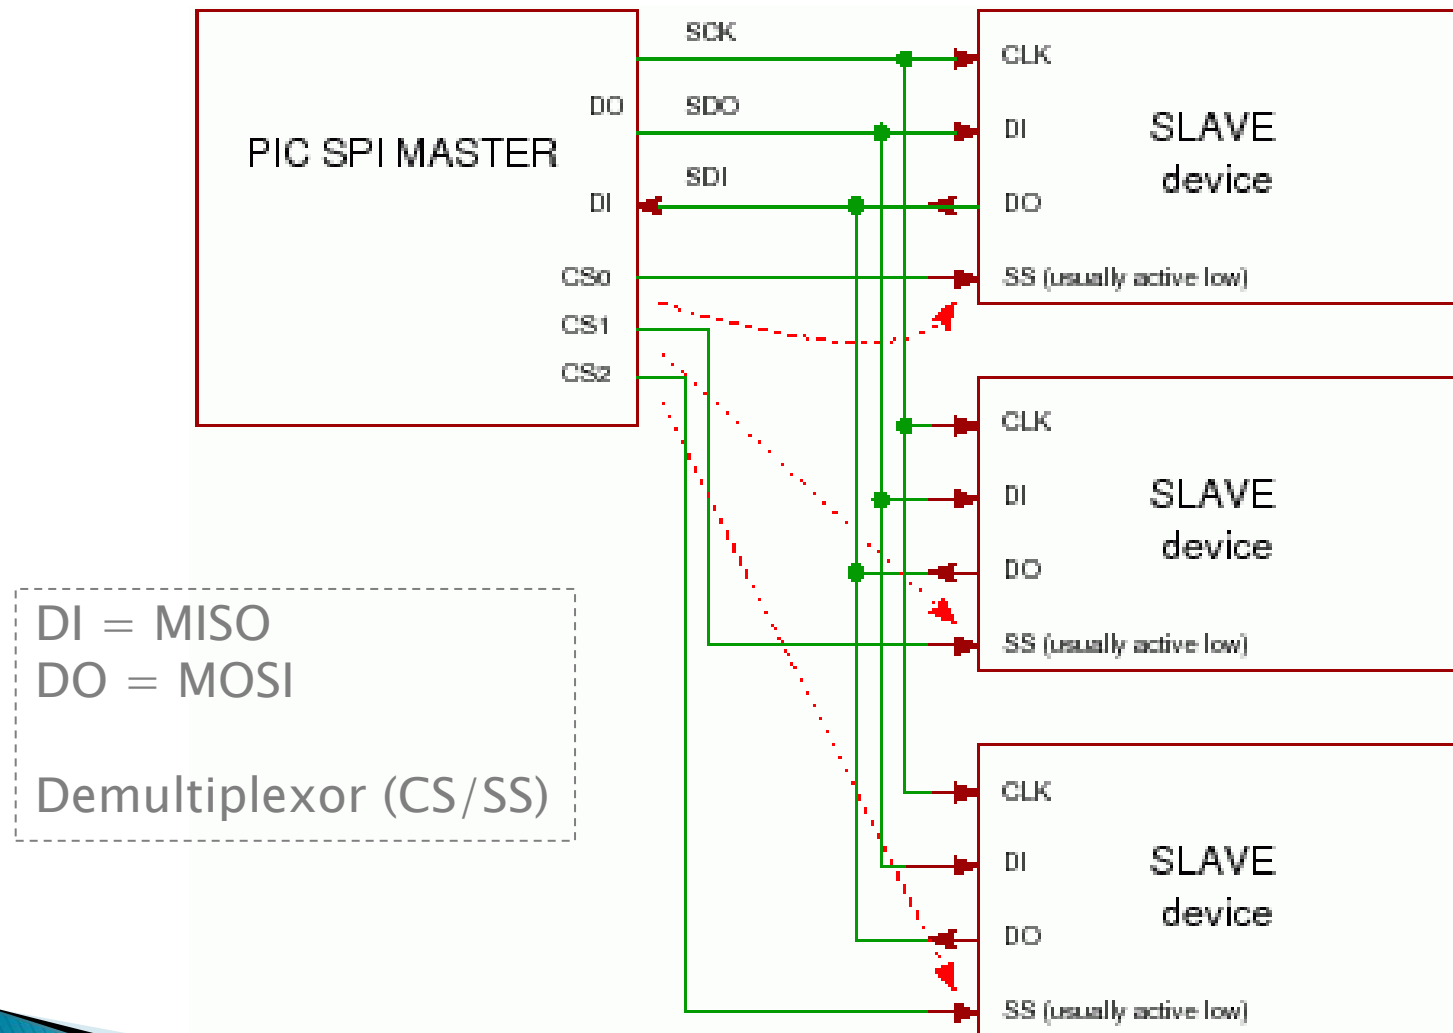 SCK
SDO
SDI
PIC SPI MASTER
DO
DI
CS0
CS1
CS2
CLK
DI
DO
SS (usually active low)
SLAVE
device
CLK
DI
DO
SS (usually active low)
SLAVE
device
CLK
DI
DO
SS (usually active low)
SLAVE
device
DI = MISO
DO = MOSI
Demultiplexor (CS/SS)